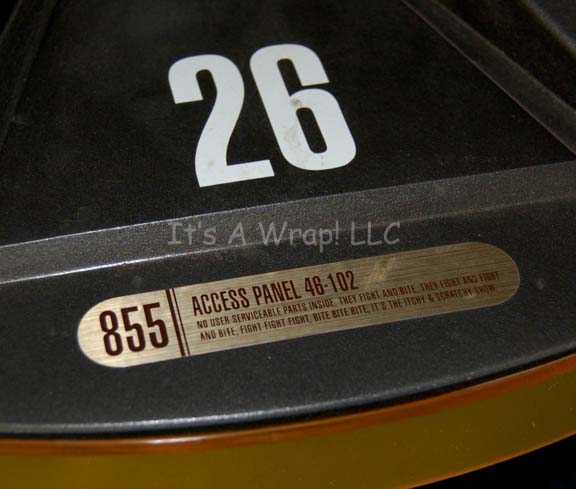 26
It's A Wrap! LLC
855
ACCESS PANEL 46-102
NO USER-SERVICEABLE PARTS INSIDE. THEY FIGHT AND BITE, THEY FIGHT AND FIGHT
AND BITE, FIGHT FIGHT FIGHT, BITE BITE BITE, IT'S THE ITCHY & SCRATCHY SHOW